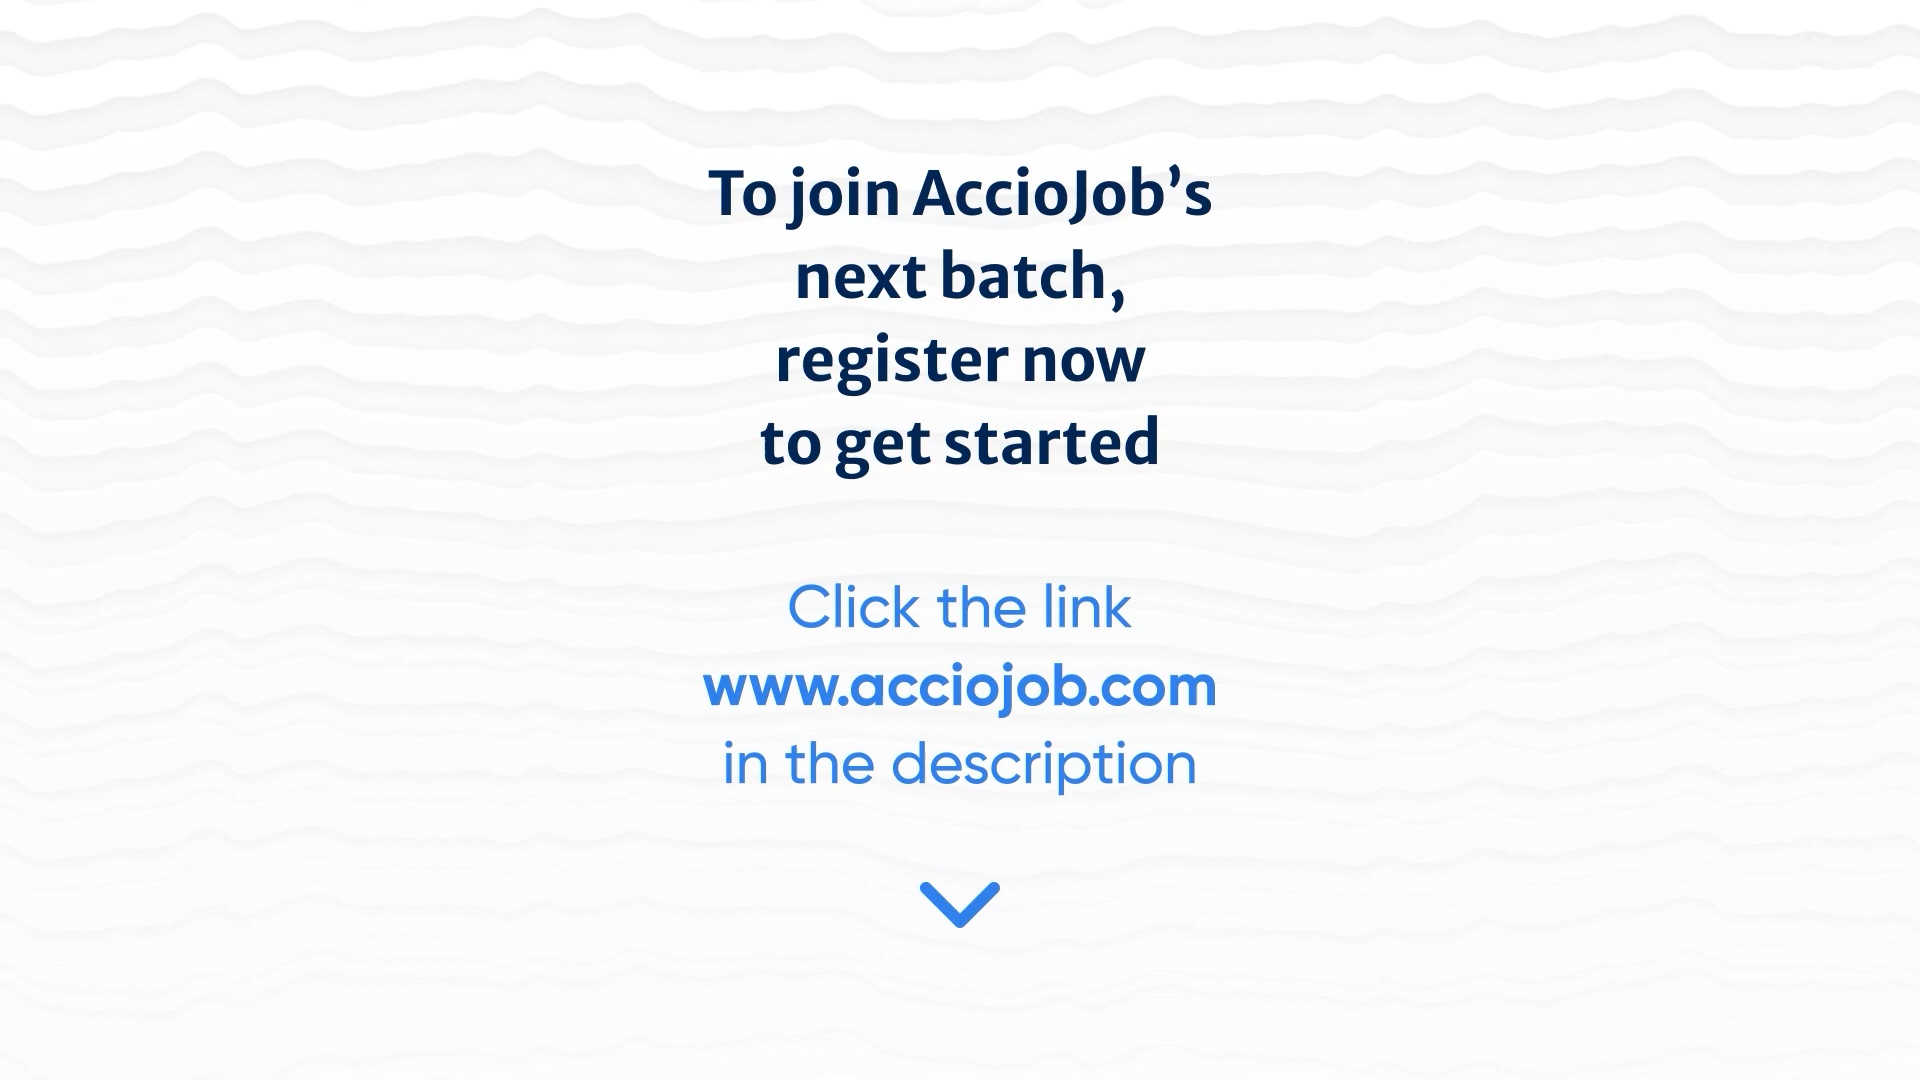 To join AccioJob’s
next batch,
register now
to get started
Click the link
www.acciojob.com
in the description